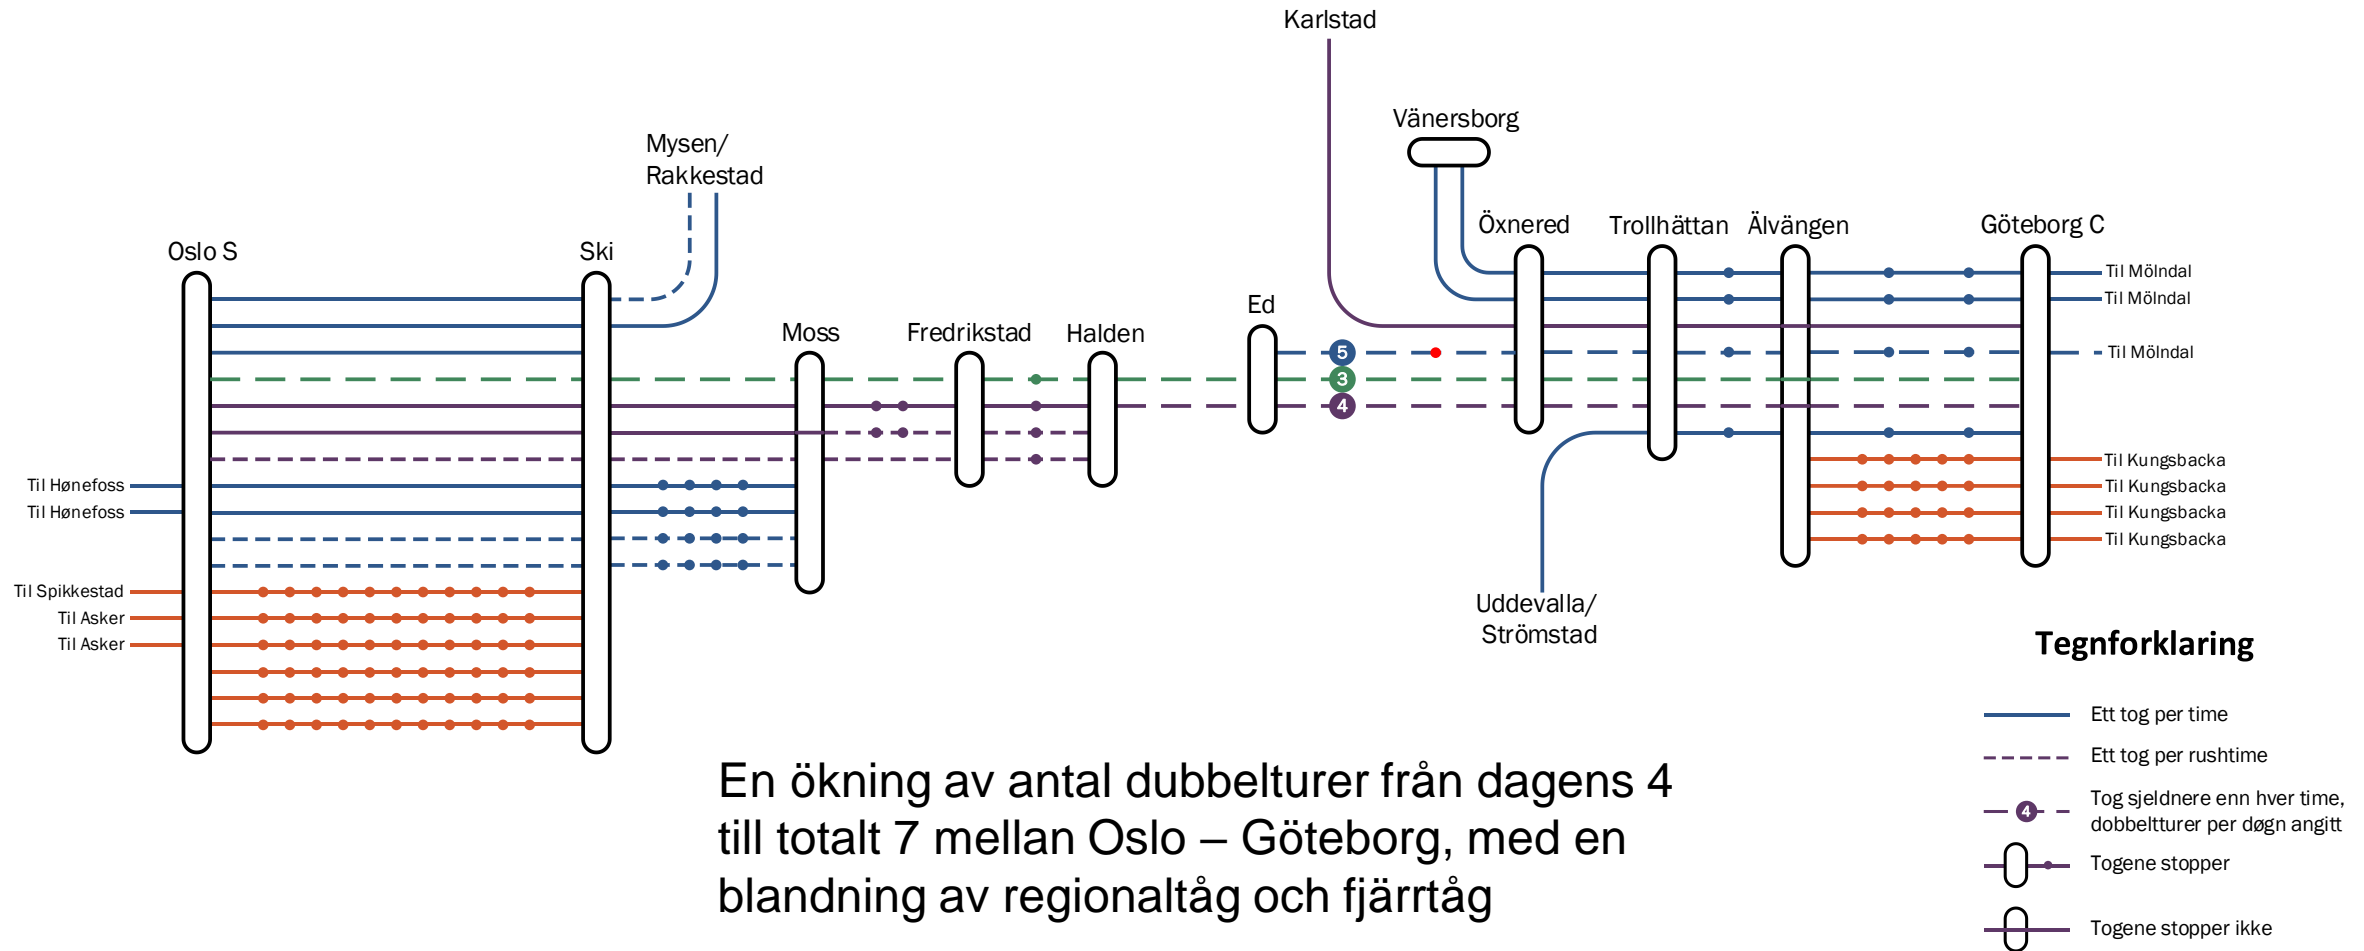 Karlstad
Vänersborg
Mysen/
Rakkestad
Öxnered
Trollhättan
Älvängen
Göteborg C
Oslo S
Ski
Ed
Moss
Fredrikstad
Halden
Til Mölndal
Til Mölndal
5
Til Mölndal
3
4
Til Kungsbacka
Til Kungsbacka
Til Kungsbacka
Til Kungsbacka
Til Hønefoss
Til Hønefoss
Til Spikkestad
Til Asker
Til Asker
Uddevalla/
Strömstad
Tegnforklaring
Ett tog per time
Ett tog per rushtime
4
Tog sjeldnere enn hver time,
dobbeltturer per døgn angitt
Togene stopper
Togene stopper ikke
En ökning av antal dubbelturer från dagens 4
till totalt 7 mellan Oslo – Göteborg, med en
blandning av regionaltåg och fjärrtåg